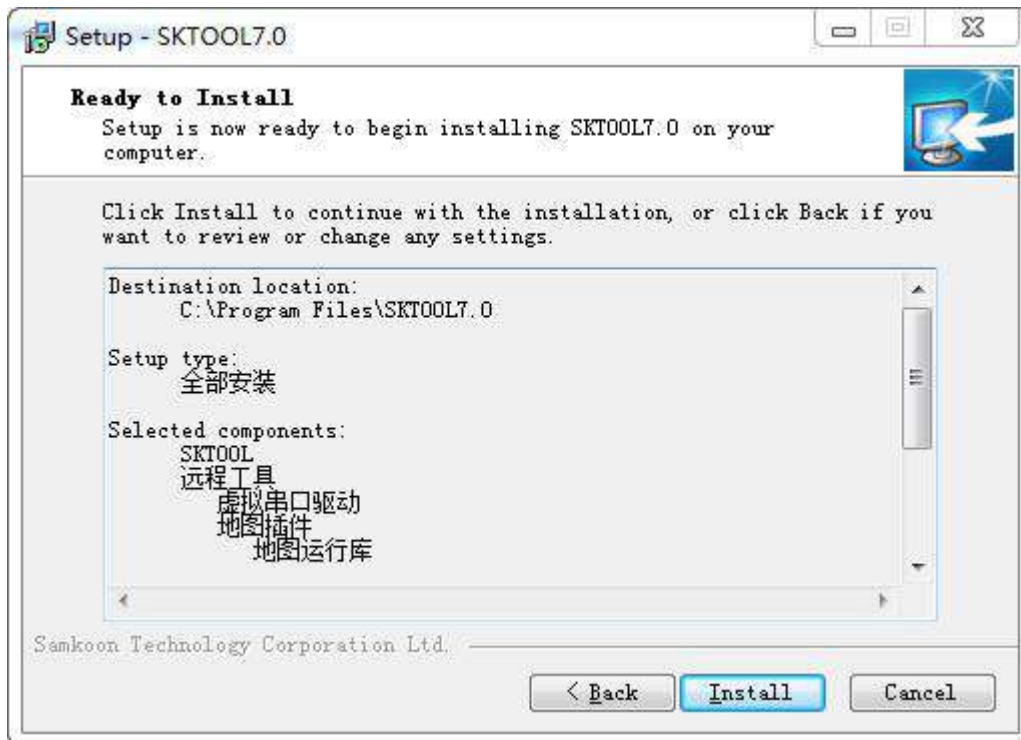 Setup - SKTOOL7.0
Ready to Install
Setup is now ready to begin installing SKTOOL7.0 on your
computer.
Click Install to continue with the installation, or click Back if you
want to review or change any settings.
Destination location:
C:\Program Files\SKTOOL7.0
Setup type:
全部安装
Selected components:
SKTOOL
远程工具
虚拟串口驱动
地图插件
地图运行库
Samkoon Technology Corporation Ltd.
< Back
Install
Cancel